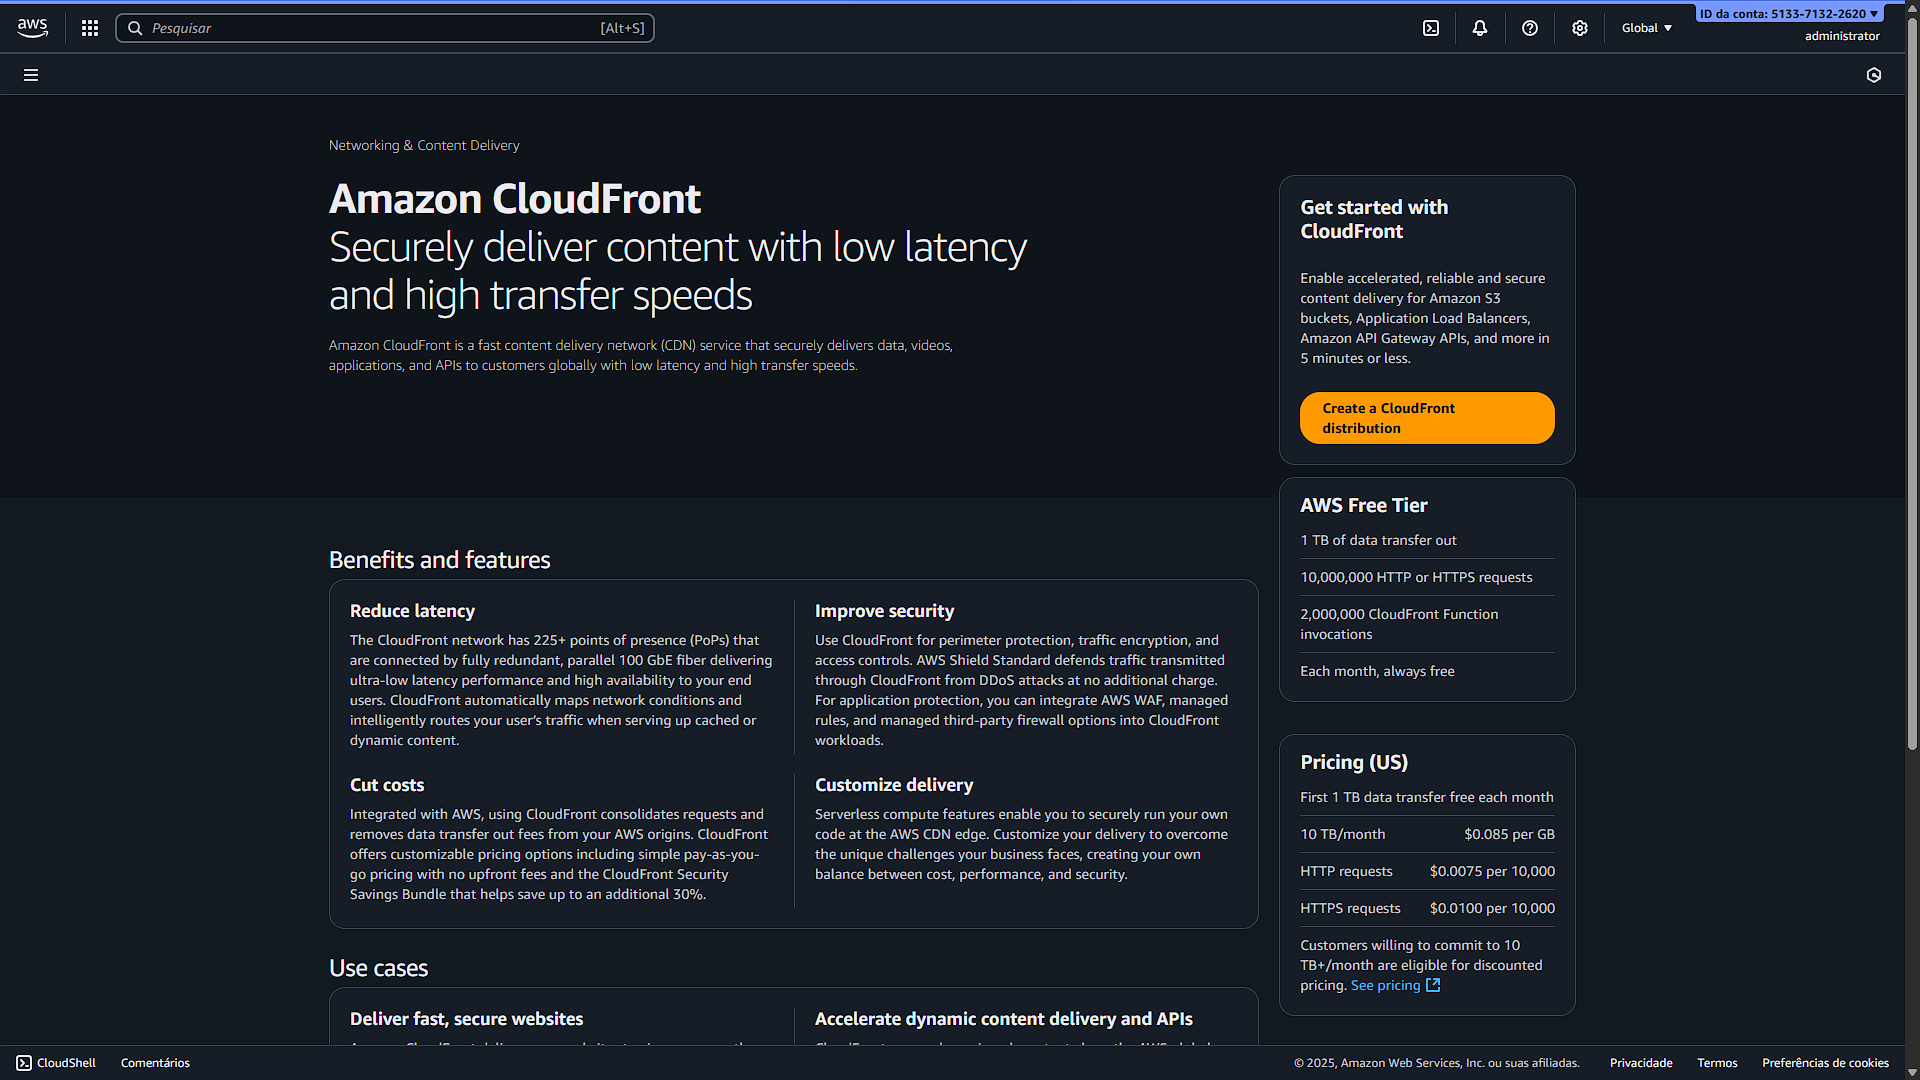 aws
Pesquisar
[Alt+S]
Global
ID da conta: 5133-7132-2620
administrator
Networking & Content Delivery
Amazon CloudFront
Securely deliver content with low latency
and high transfer speeds
Amazon CloudFront is a fast content delivery network (CDN) service that securely delivers data, videos,
applications, and APIs to customers globally with low latency and high transfer speeds.
Get started with
CloudFront
Enable accelerated, reliable and secure
content delivery for Amazon S3
buckets, Application Load Balancers,
Amazon API Gateway APIs, and more in
5 minutes or less.
Create a CloudFront
distribution
AWS Free Tier
1 TB of data transfer out
10,000,000 HTTP or HTTPS requests
2,000,000 CloudFront Function
invocations
Each month, always free
Benefits and features
Reduce latency
The CloudFront network has 225+ points of presence (PoPs) that
are connected by fully redundant, parallel 100 GbE fiber delivering
ultra-low latency performance and high availability to your end
users. CloudFront automatically maps network conditions and
intelligently routes your user's traffic when serving up cached or
dynamic content.
Improve security
Use CloudFront for perimeter protection, traffic encryption, and
access controls. AWS Shield Standard defends traffic transmitted
through CloudFront from DDoS attacks at no additional charge.
For application protection, you can integrate AWS WAF, managed
rules, and managed third-party firewall options into CloudFront
workloads.
Cut costs
Integrated with AWS, using CloudFront consolidates requests and
removes data transfer out fees from your AWS origins. CloudFront
offers customizable pricing options including simple pay-as-you-
go pricing with no upfront fees and the CloudFront Security
Savings Bundle that helps save up to an additional 30%.
Customize delivery
Serverless compute features enable you to securely run your own
code at the AWS CDN edge. Customize your delivery to overcome
the unique challenges your business faces, creating your own
balance between cost, performance, and security.
Pricing (US)
First 1 TB data transfer free each month
10 TB/month $0.085 per GB
HTTP requests $0.0075 per 10,000
HTTPS requests $0.0100 per 10,000
Customers willing to commit to 10
TB+/month are eligible for discounted
pricing. See pricing
Use cases
Deliver fast, secure websites
Accelerate dynamic content delivery and APIs
CloudShell
Comentários
© 2025, Amazon Web Services, Inc. ou suas afiliadas.
Privacidade
Termos
Preferências de cookies